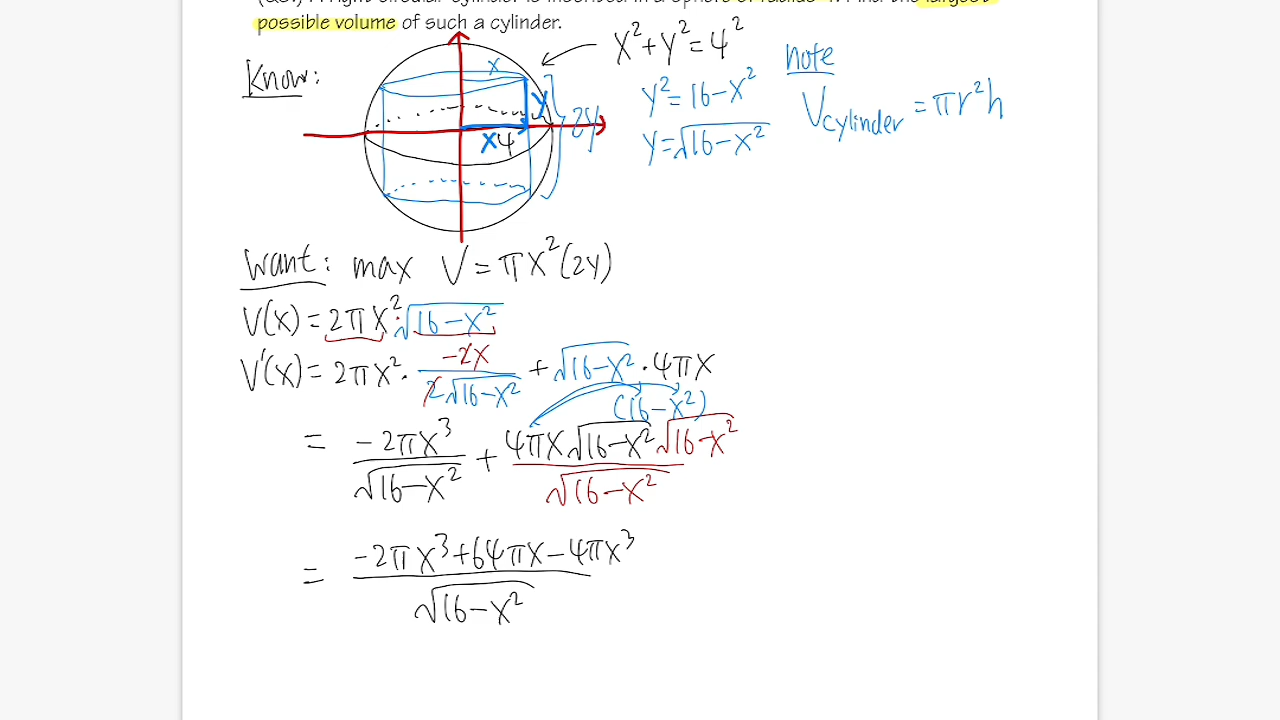 possible volume of such a cylinder.
Know:
x
y
x 4
2y
x²+y²=4²
y²=16-x²
y=√(16-x²)
note
V_cylinder = πr²h
Want: max V=πx²(2y)
V(x)=2πx²·√(16-x²)
V'(x)=2πx²· -2x/(2√(16-x²)) + √(16-x²)·4πx
(16-x²)
= -2πx³/√(16-x²) + 4πx√(16-x²)√(16-x²)/√(16-x²)
= (-2πx³+64πx-4πx³)/√(16-x²)